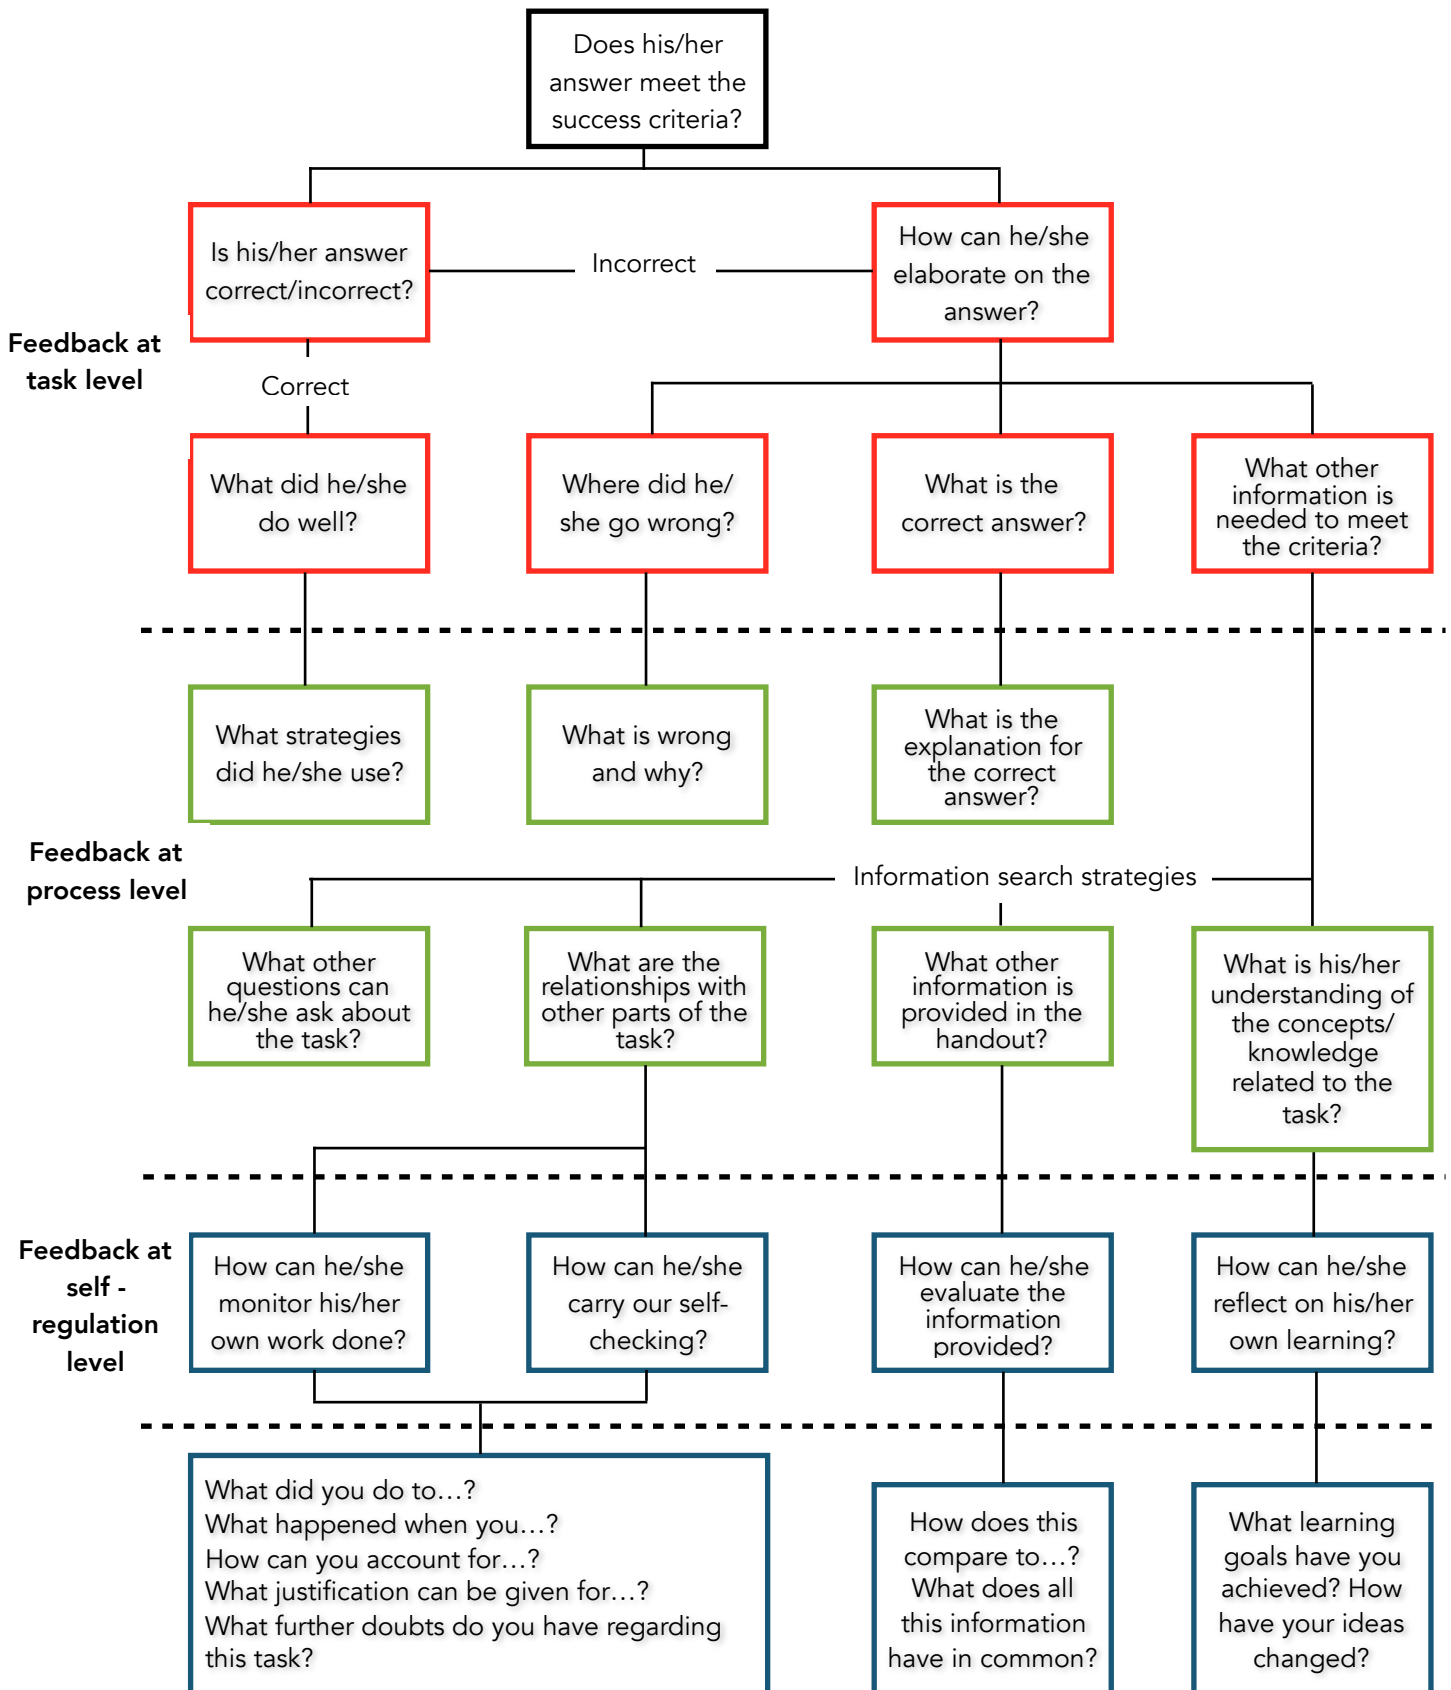 Does his/her
answer meet the
success criteria?
Is his/her answer
correct/incorrect?
Incorrect
How can he/she
elaborate on the
answer?
Feedback at
task level
Correct
What did he/she
do well?
Where did he/
she go wrong?
What is the
correct answer?
What other
information is
needed to meet
the criteria?
What strategies
did he/she use?
What is wrong
and why?
What is the
explanation for
the correct
answer?
Feedback at
process level
Information search strategies
What other
questions can
he/she ask about
the task?
What are the
relationships with
other parts of the
task?
What other
information is
provided in the
handout?
What is his/her
understanding of
the concepts/
knowledge
related to the
task?
Feedback at
self -
regulation
level
How can he/she
monitor his/her
own work done?
How can he/she
carry our self-
checking?
How can he/she
evaluate the
information
provided?
How can he/she
reflect on his/her
own learning?
What did you do to…?
What happened when you…?
How can you account for…?
What justification can be given for…?
What further doubts do you have regarding
this task?
How does this
compare to…?
What does all
this information
have in common?
What learning
goals have you
achieved? How
have your ideas
changed?